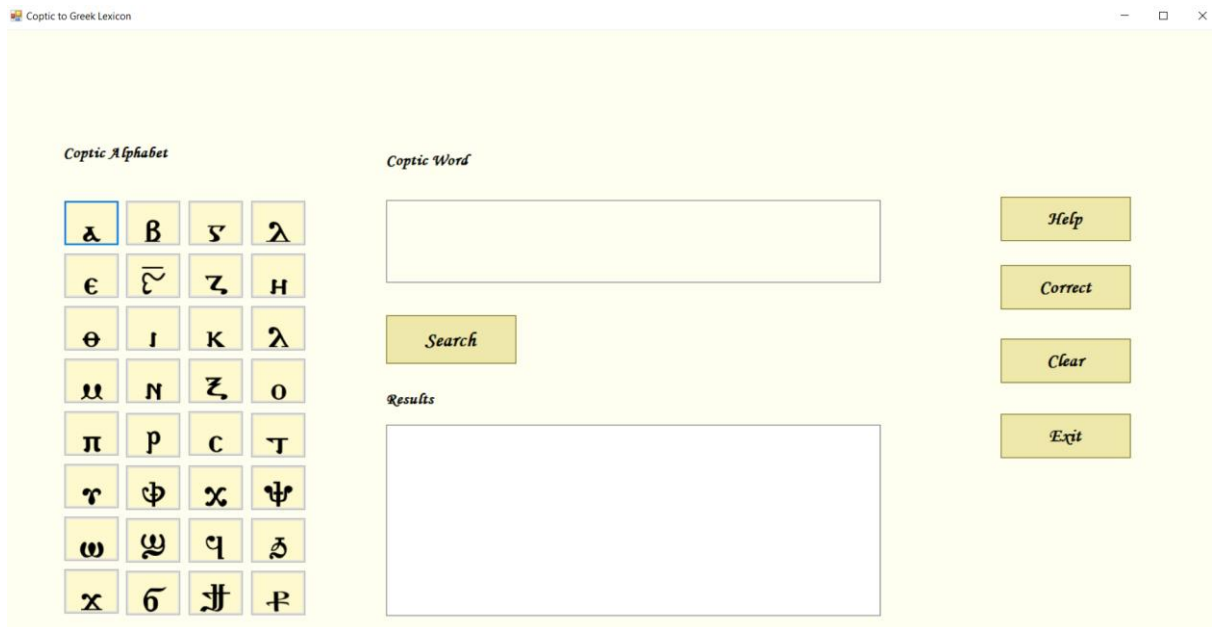 Coptic to Greek Lexicon
Coptic Alphabet
Coptic Word
ⲁ ⲃ ⲅ ⲗ
Help
ⲉ ⲋ̅ ⲍ ⲏ
Correct
ⲑ ⲓ ⲕ ⲗ
Search
Clear
ⲙ ⲛ ⲝ ⲟ
Results
ⲡ ⲣ ⲥ ⲧ
Exit
ⲩ ⲫ ⲭ ⲯ
ⲱ ϣ ϥ ϩ
ϫ ϭ ϯ ⳨